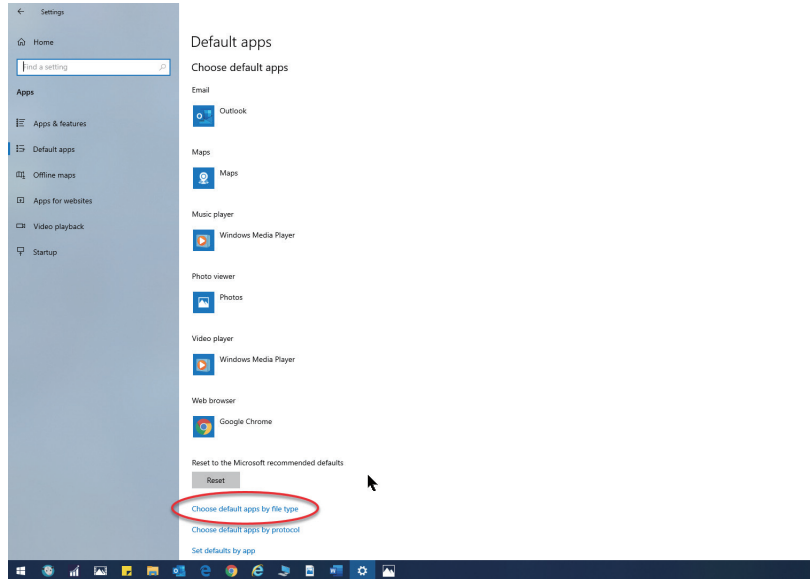 Settings
Home
Find a setting
Apps
Apps & features
Default apps
Offline maps
Apps for websites
Video playback
Startup
Default apps
Choose default apps
Email
Outlook
Maps
Maps
Music player
Windows Media Player
Photo viewer
Photos
Video player
Windows Media Player
Web browser
Google Chrome
Reset to the Microsoft recommended defaults
Reset
Choose default apps by file type
Choose default apps by protocol
Set defaults by app